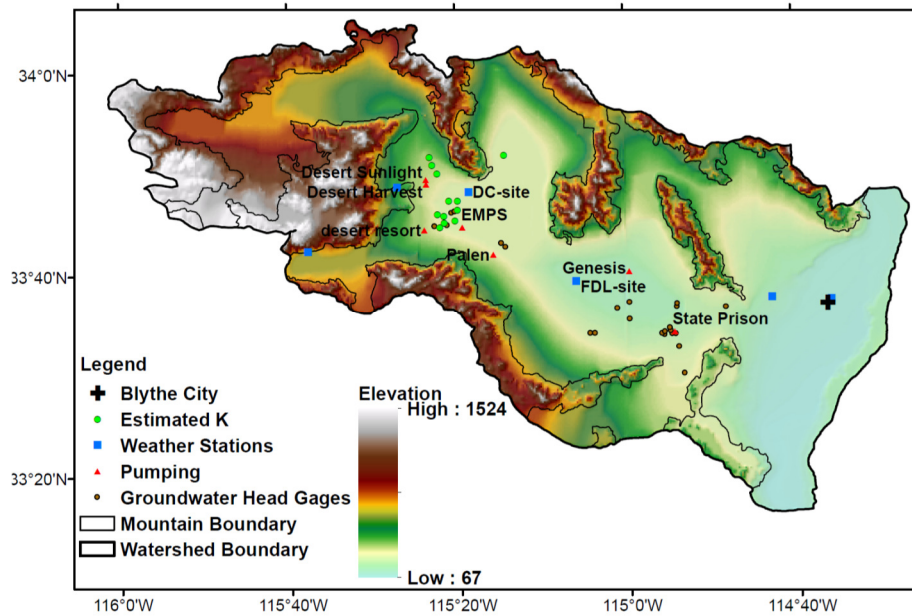 34°0'N
33°40'N
33°20'N
Desert Sunlight
Desert Harvest
DC-site
EMPS
desert resort
Palen
Genesis
FDL-site
State Prison
Legend
Blythe City
Estimated K
Weather Stations
Pumping
Groundwater Head Gages
Mountain Boundary
Watershed Boundary
Elevation
High : 1524
Low : 67
116°0'W
115°40'W
115°20'W
115°0'W
114°40'W